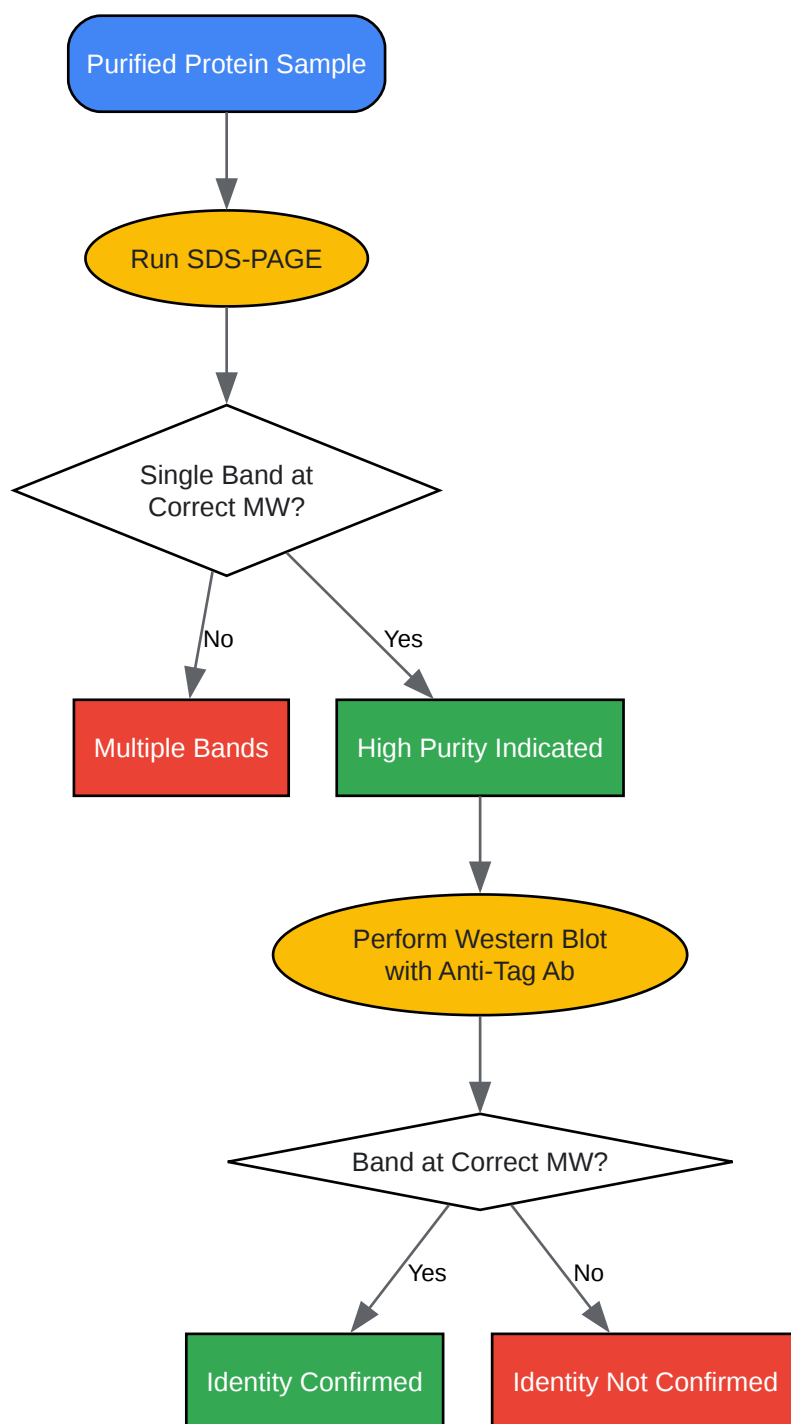 Purified Protein Sample
Run SDS-PAGE
Single Band at
Correct MW?
No
Yes
Multiple Bands
High Purity Indicated
Perform Western Blot
with Anti-Tag Ab
Band at Correct MW?
Yes
No
Identity Confirmed
Identity Not Confirmed